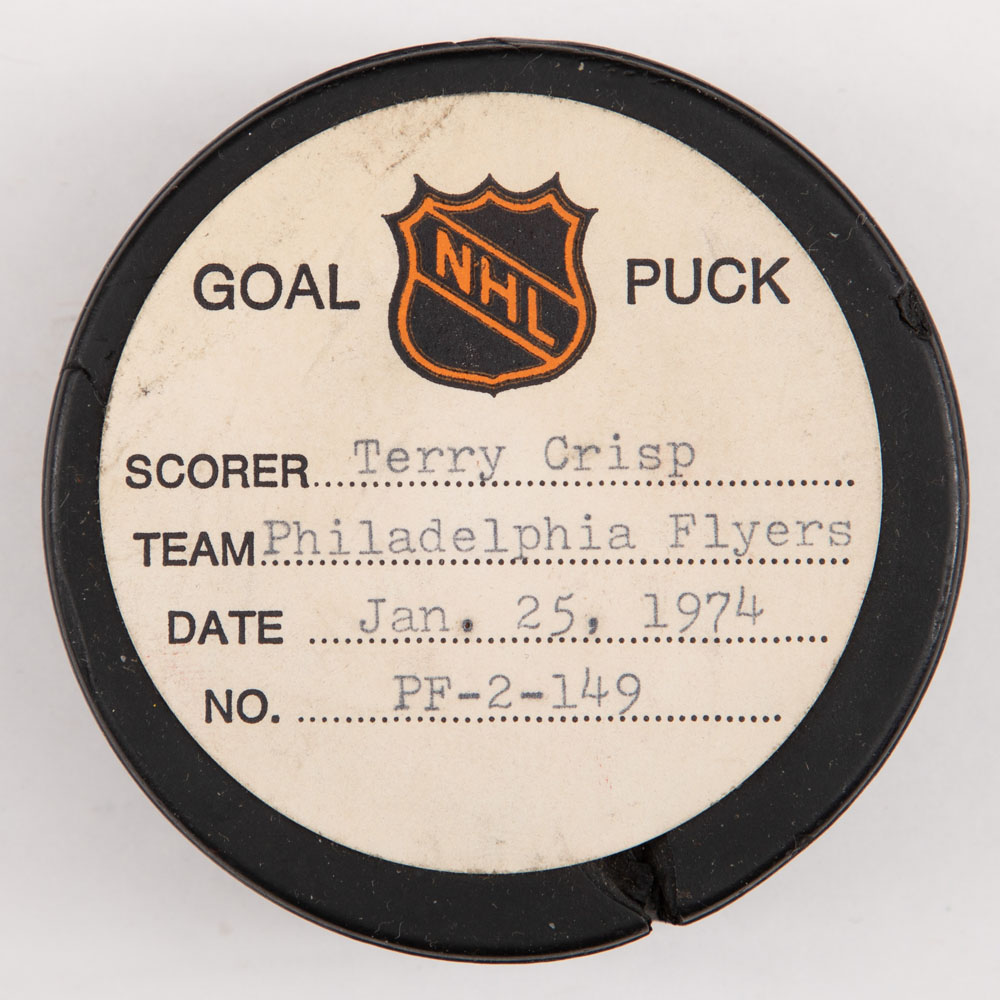 GOAL NHL PUCK
SCORER Terry Crisp
TEAM Philadelphia Flyers
DATE Jan. 25, 1974
NO. PF-2-149